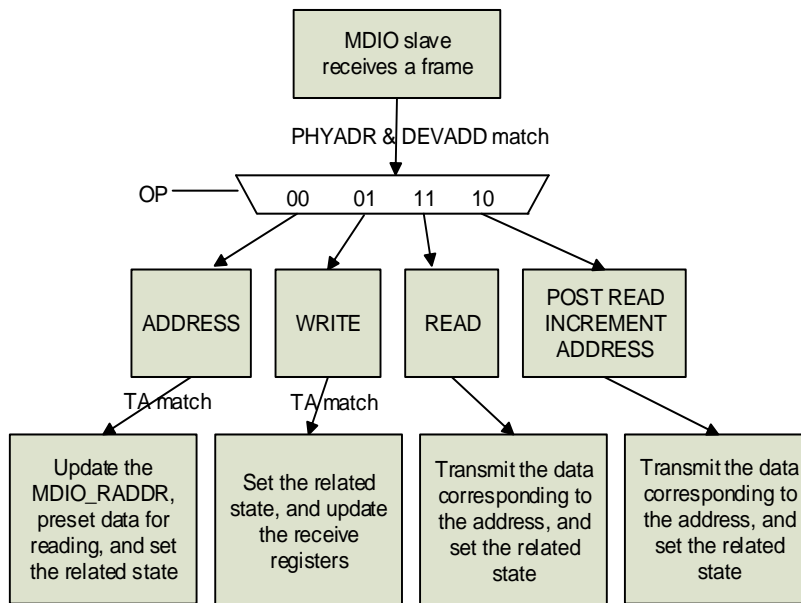 MDIO slave
receives a frame
PHYADR & DEVADD match
OP
00 01 11 10
ADDRESS
WRITE
READ
POST READ
INCREMENT
ADDRESS
TA match
TA match
Update the
MDIO_RADDR,
preset data for
reading, and set
the related state
Set the related
state, and update
the receive
registers
Transmit the data
corresponding to
the address, and
set the related
state
Transmit the data
corresponding to
the address, and
set the related
state